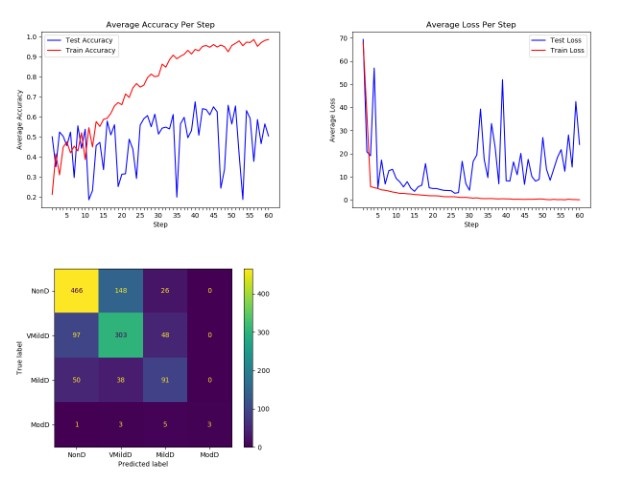 Average Accuracy Per Step
Test Accuracy
Train Accuracy
Average Accuracy
1.0
0.9
0.8
0.7
0.6
0.5
0.4
0.3
0.2
5 10 15 20 25 30 35 40 45 50 55 60
Step
Average Loss Per Step
Test Loss
Train Loss
Average Loss
70
60
50
40
30
20
10
0
5 10 15 20 25 30 35 40 45 50 55 60
Step
True label
NonD 466 148 26 0
VMildD 97 303 48 0
MildD 50 38 91 0
ModD 1 3 5 3
NonD VMildD MildD ModD
Predicted label
400
300
200
100
0